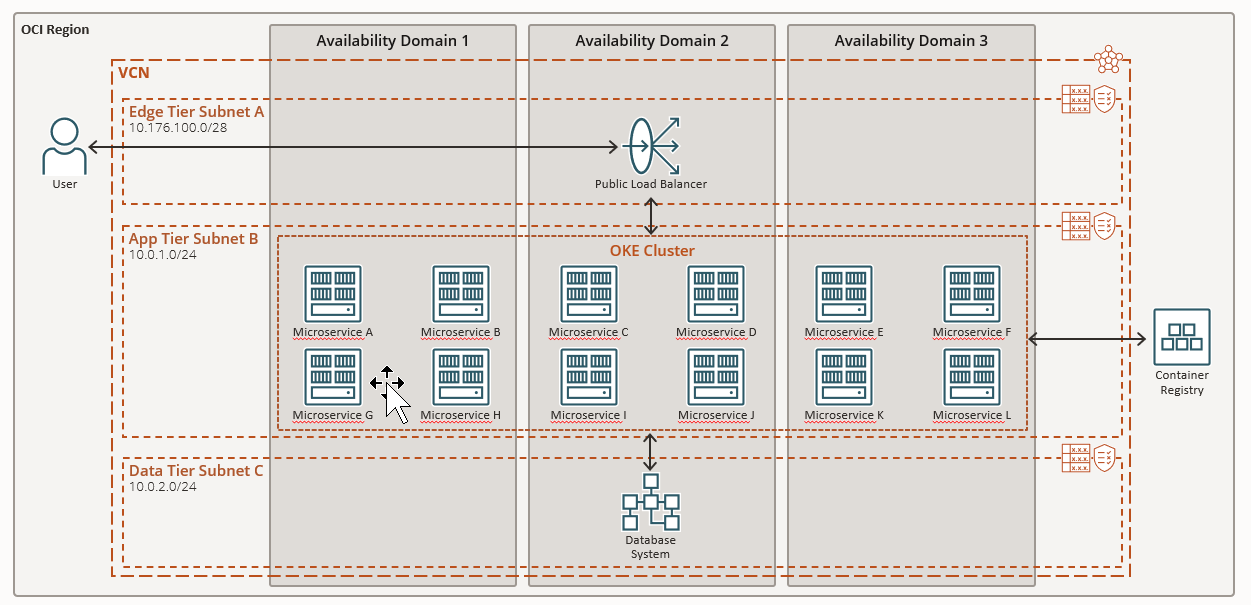 OCI Region
Availability Domain 1
Availability Domain 2
Availability Domain 3
VCN
Edge Tier Subnet A
10.176.100.0/28
User
Public Load Balancer
App Tier Subnet B
10.0.1.0/24
OKE Cluster
Microservice A
Microservice B
Microservice C
Microservice D
Microservice E
Microservice F
Microservice G
Microservice H
Microservice I
Microservice J
Microservice K
Microservice L
Container
Registry
Data Tier Subnet C
10.0.2.0/24
Database
System